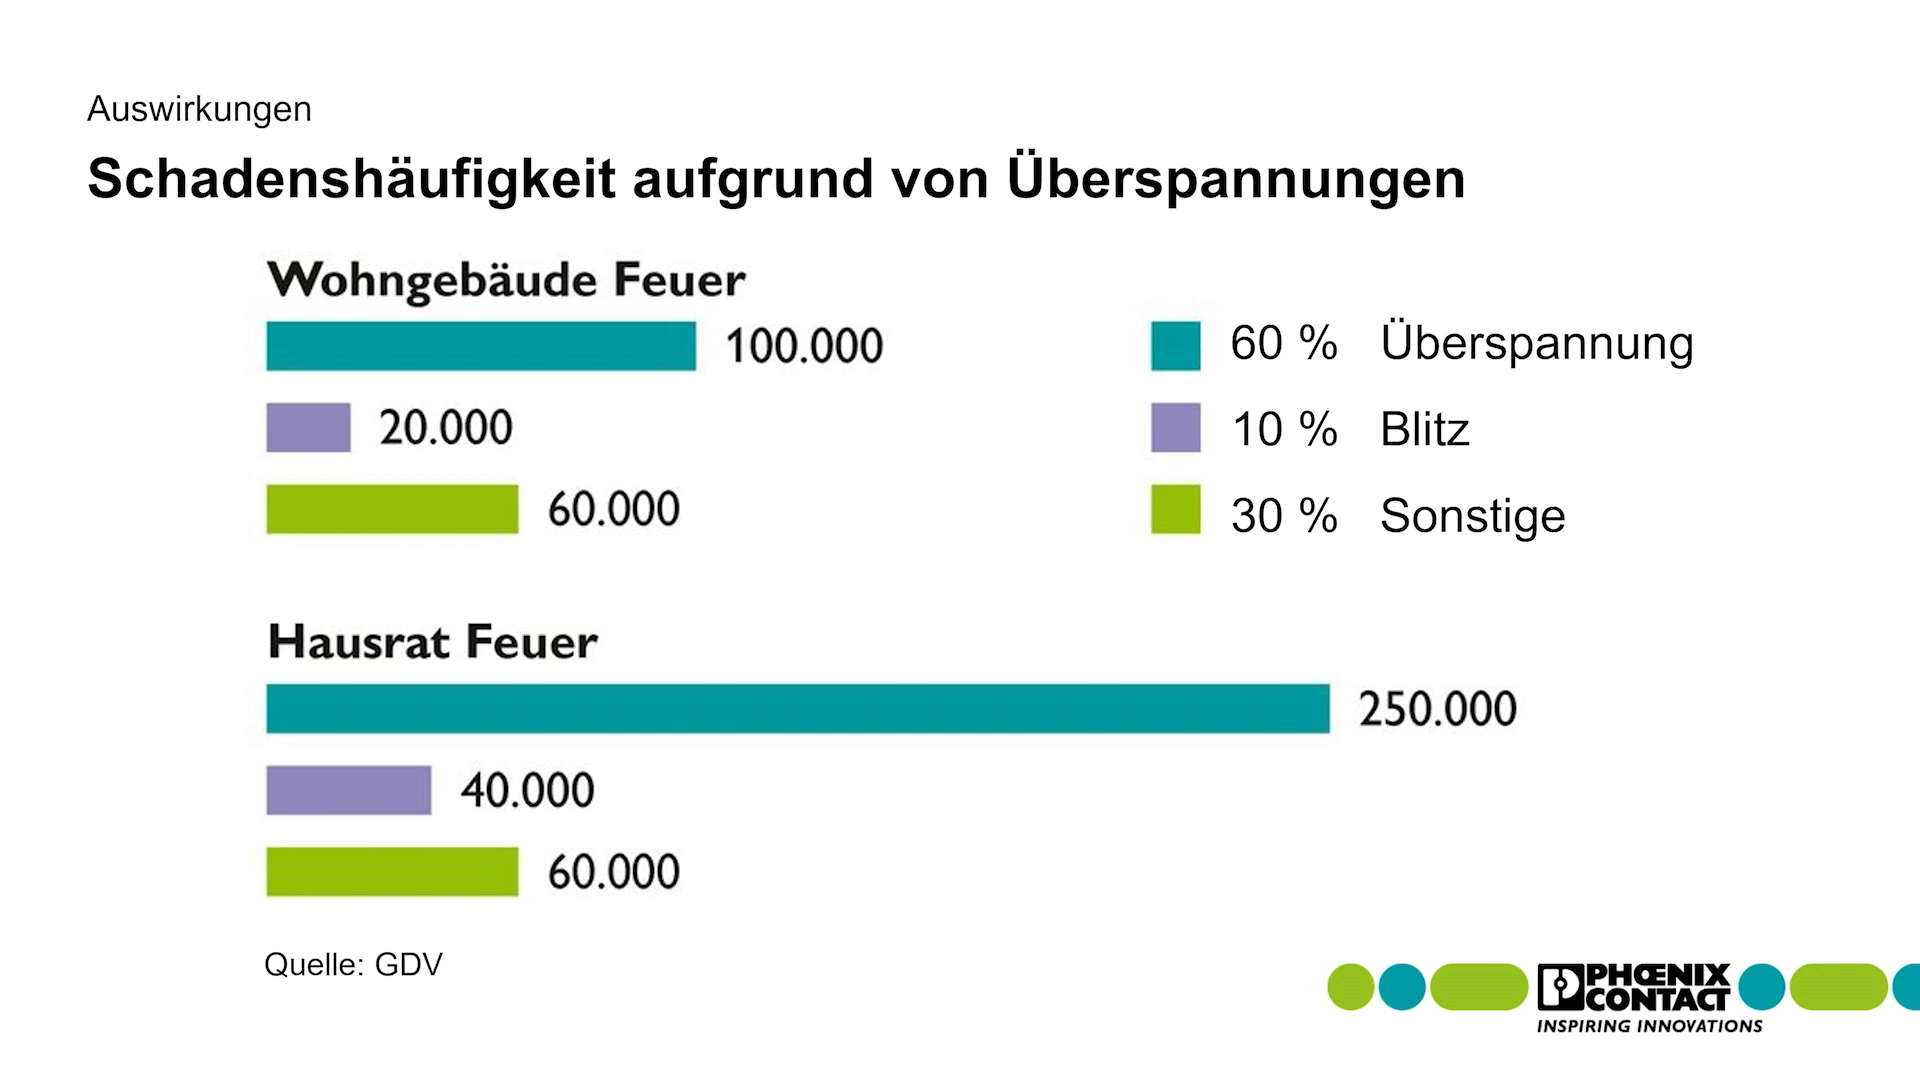 Auswirkungen
Schadenshäufigkeit aufgrund von Überspannungen
Wohngebäude Feuer
100.000
20.000
60.000
60 % Überspannung
10 % Blitz
30 % Sonstige
Hausrat Feuer
250.000
40.000
60.000
Quelle: GDV
PHŒNIX
CONTACT
INSPIRING INNOVATIONS